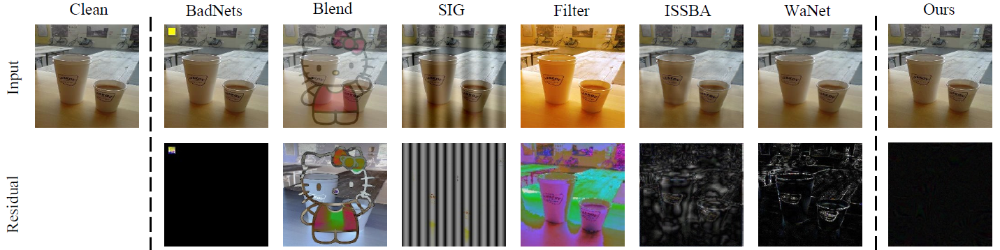 Clean BadNets Blend SIG Filter ISSBA WaNet Ours
Input
Residual